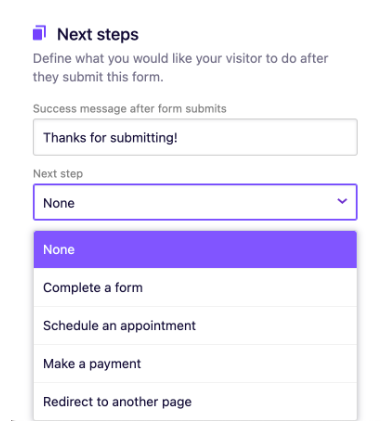 Next steps
Define what you would like your visitor to do after
they submit this form.
Success message after form submits
Thanks for submitting!
Next step
None
None
Complete a form
Schedule an appointment
Make a payment
Redirect to another page